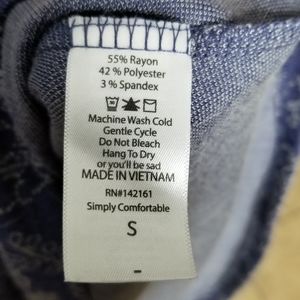 55% Rayon
42% Polyester
3% Spandex
Machine Wash Cold
Gentle Cycle
Do Not Bleach
Hang To Dry
or you'll be sad
MADE IN VIETNAM
RN#142161
Simply Comfortable
S